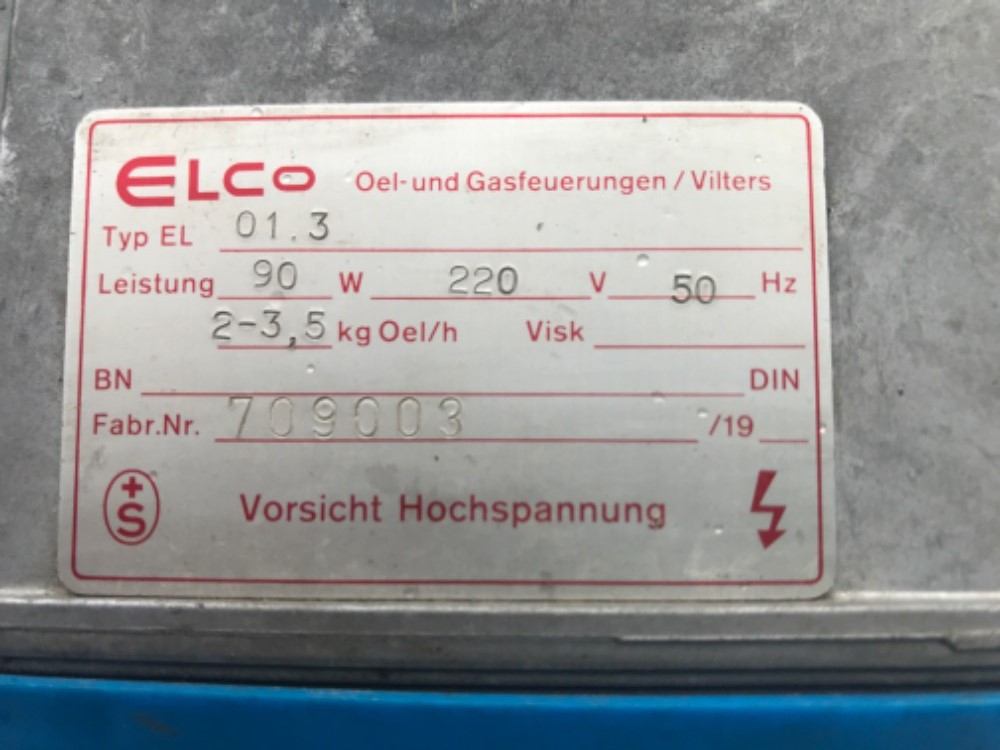 ELCO Oel-und Gasfeuerungen / Vilters
Typ EL 01.3
Leistung 90 W 220 V 50 Hz
2-3,5 kg Oel/h Visk
BN DIN
Fabr.Nr. 709003 /19
+S Vorsicht Hochspannung